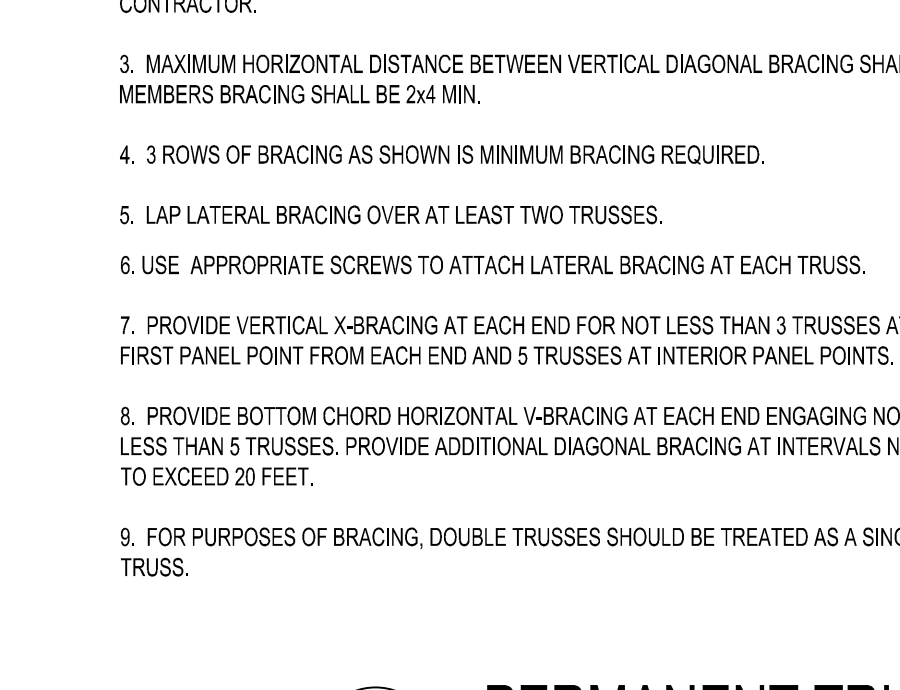 CONTRACTOR.
3. MAXIMUM HORIZONTAL DISTANCE BETWEEN VERTICAL DIAGONAL BRACING
MEMBERS BRACING SHALL BE 2x4 MIN.
4. 3 ROWS OF BRACING AS SHOWN IS MINIMUM BRACING REQUIRED.
5. LAP LATERAL BRACING OVER AT LEAST TWO TRUSSES.
6. USE APPROPRIATE SCREWS TO ATTACH LATERAL BRACING AT EACH TRUSS.
7. PROVIDE VERTICAL X-BRACING AT EACH END FOR NOT LESS THAN 3 TRUSSES AT
FIRST PANEL POINT FROM EACH END AND 5 TRUSSES AT INTERIOR PANEL POINTS.
8. PROVIDE BOTTOM CHORD HORIZONTAL V-BRACING AT EACH END ENGAGING NO
LESS THAN 5 TRUSSES. PROVIDE ADDITIONAL DIAGONAL BRACING AT INTERVALS
TO EXCEED 20 FEET.
9. FOR PURPOSES OF BRACING, DOUBLE TRUSSES SHOULD BE TREATED AS A
TRUSS.
PERMANENT